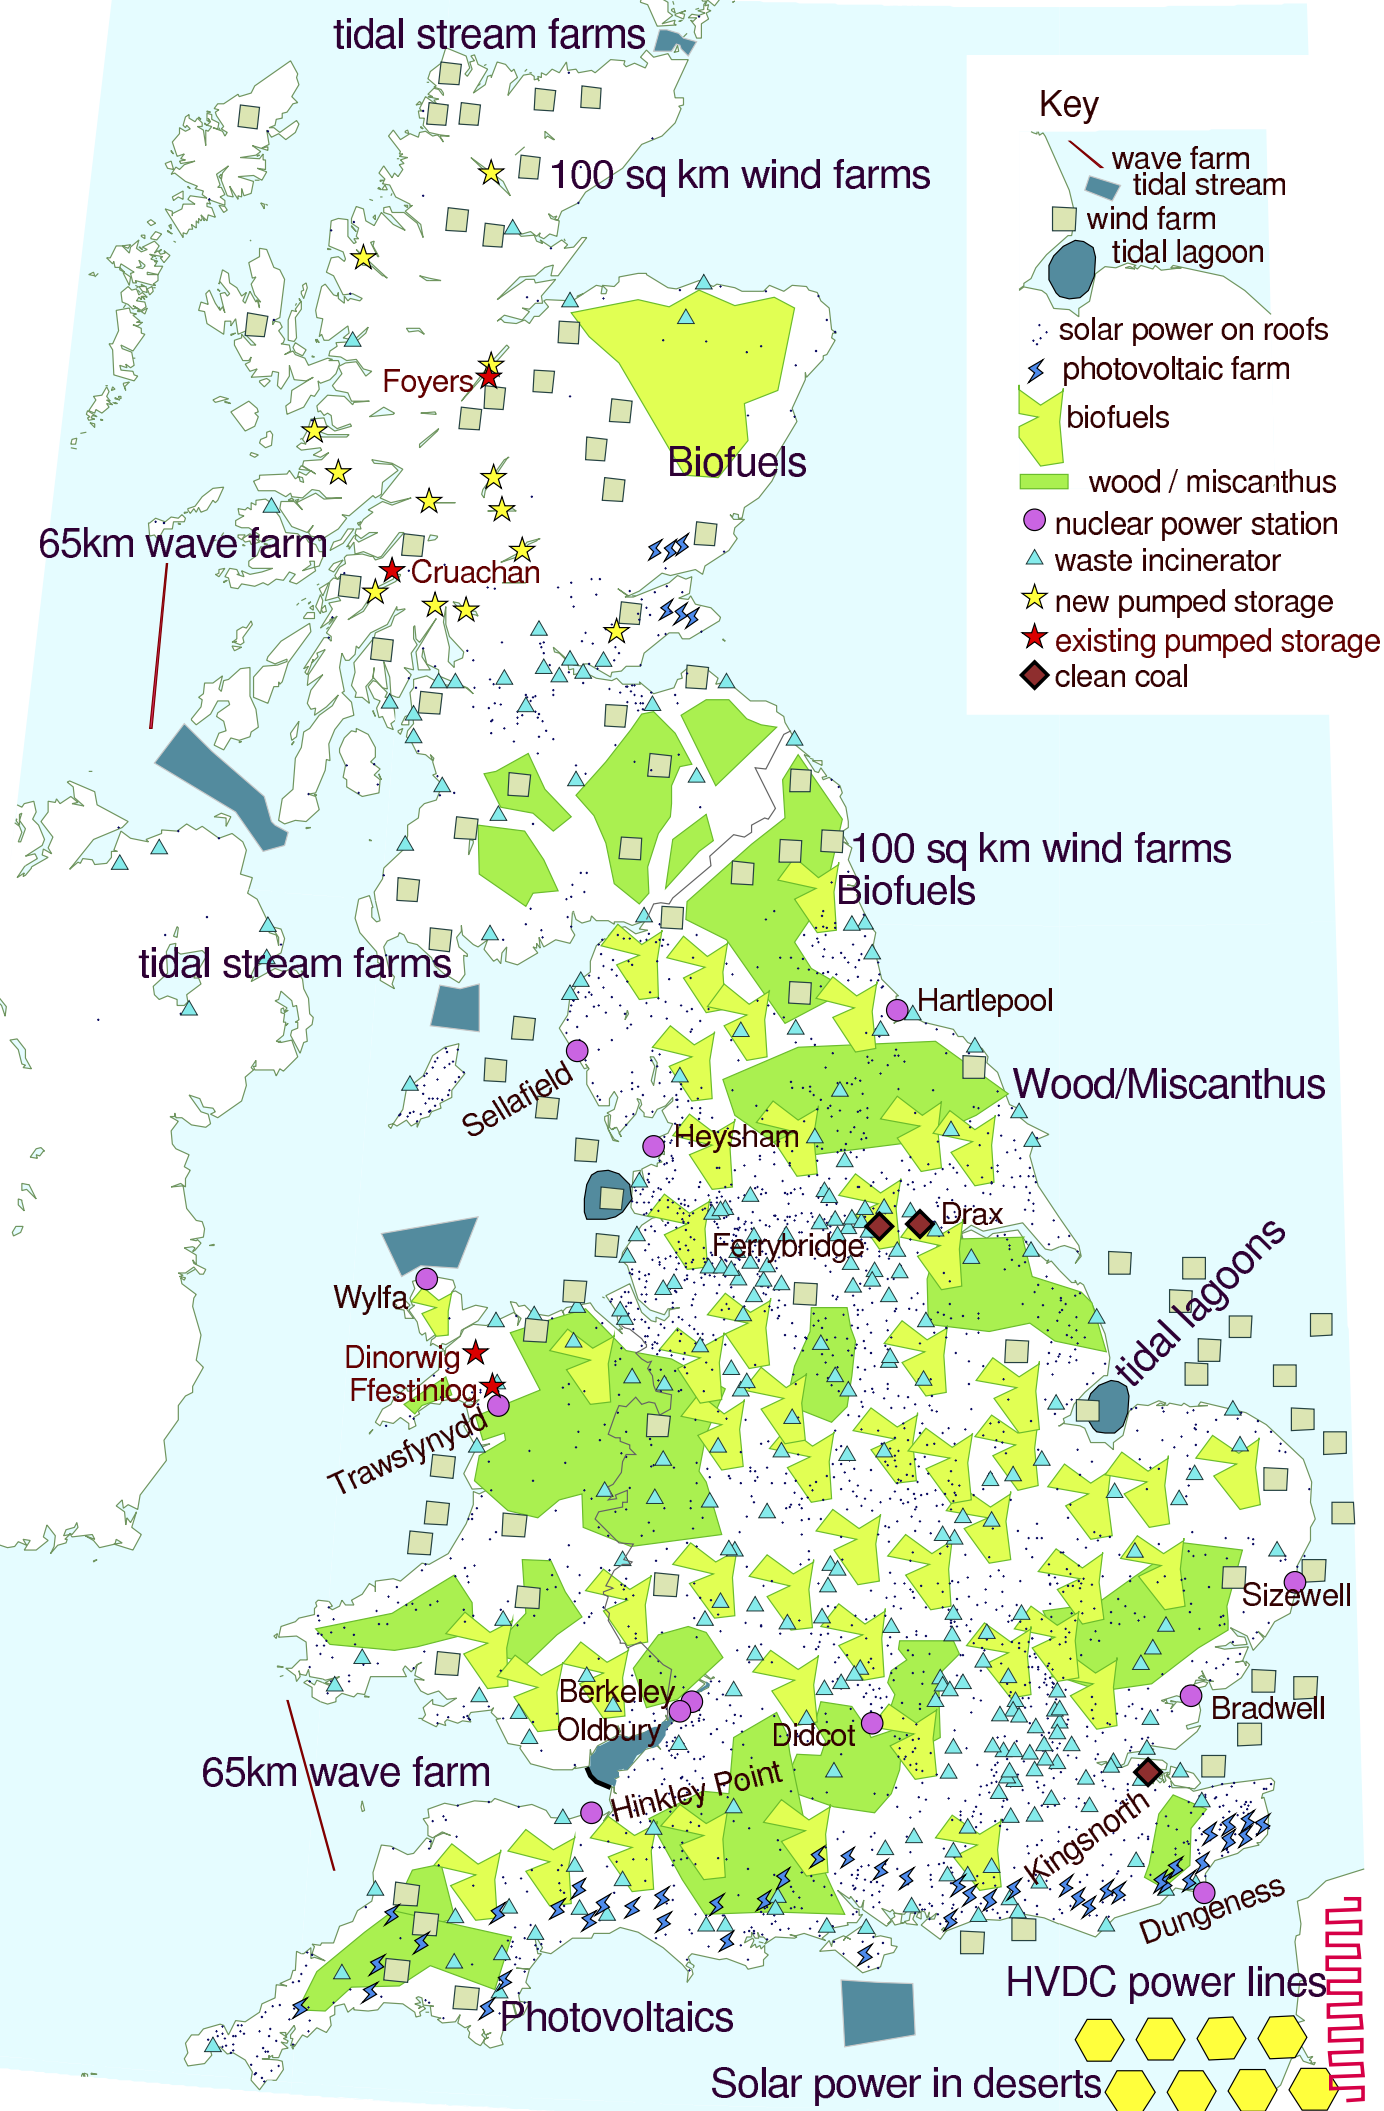 tidal stream farms
Key
wave farm
tidal stream
100 sq km wind farms
wind farm
tidal lagoon
solar power on roofs
photovoltaic farm
Foyers
biofuels
Biofuels
wood / miscanthus
nuclear power station
65km wave farm
waste incinerator
Cruachan
new pumped storage
existing pumped storage
clean coal
100 sq km wind farms
Biofuels
tidal stream farms
Hartlepool
Sellafield
Wood/Miscanthus
Heysham
Drax
Ferrybridge
tidal lagoons
Wylfa
Dinorwig
Ffestiniog
Trawsfynydd
Sizewell
Berkeley
Oldbury
Didcot
Bradwell
65km wave farm
Hinkley Point
Kingsnorth
Dungeness
HVDC power lines
Photovoltaics
Solar power in deserts